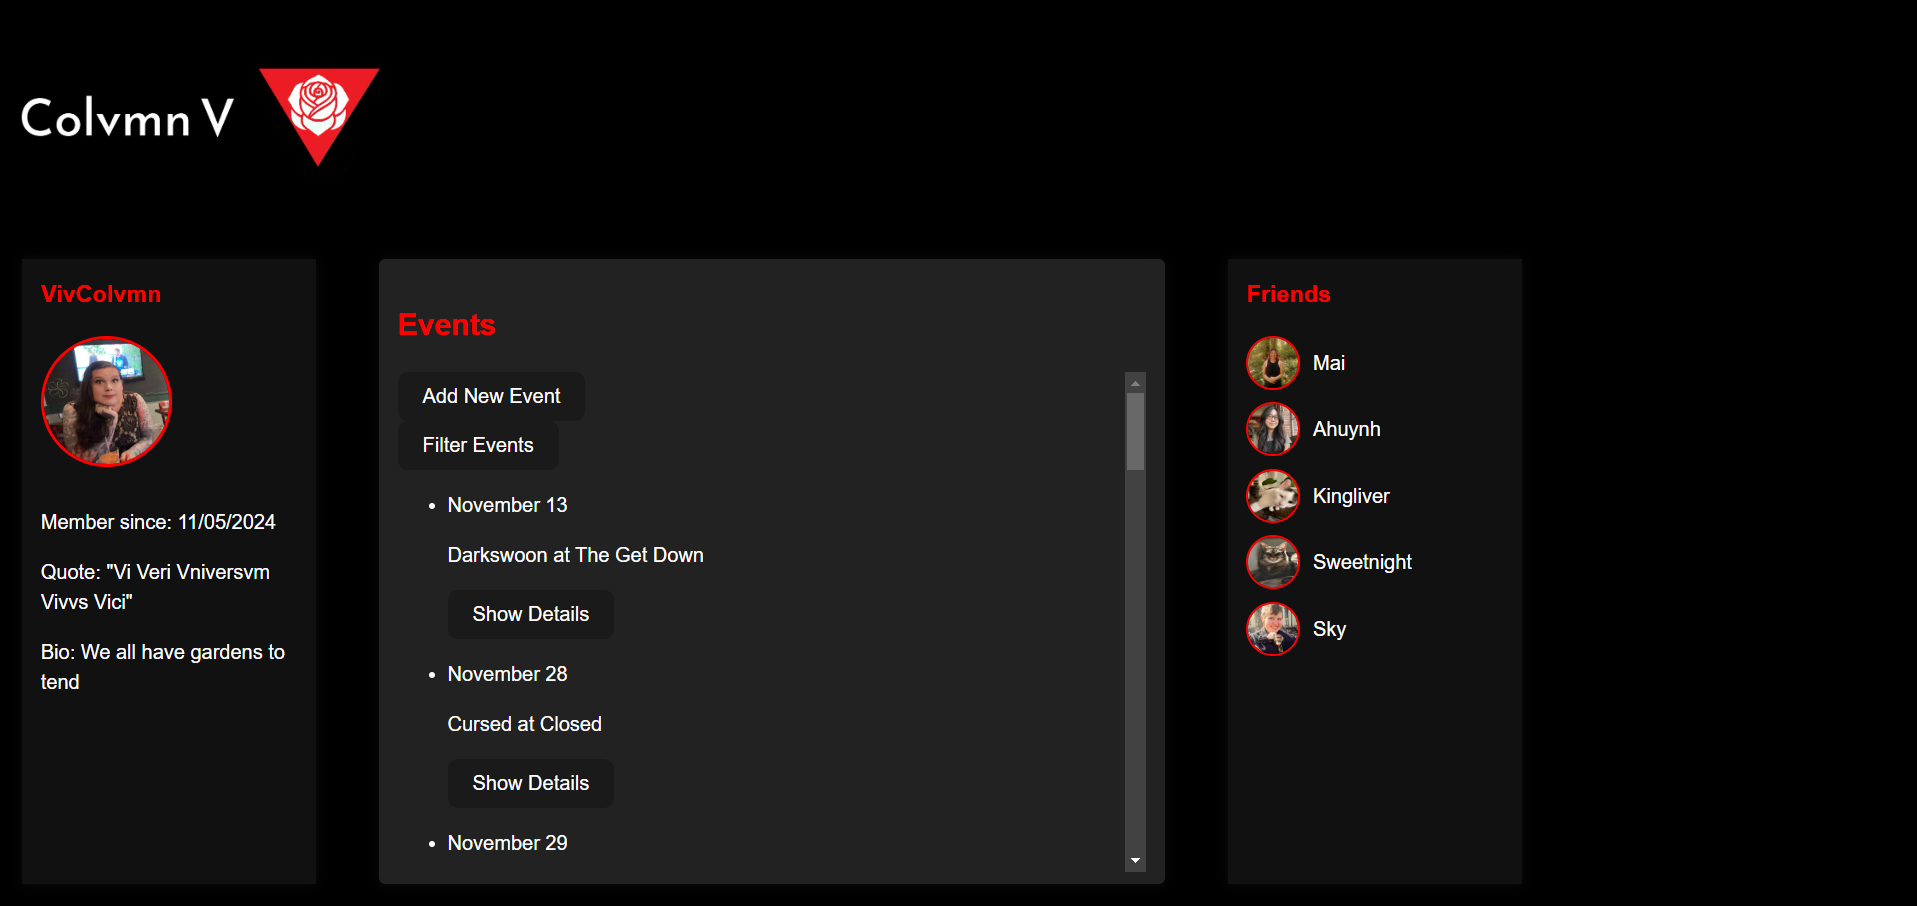 Colvmn V
VivColvmn
Member since: 11/05/2024
Quote: "Vi Veri Vniversvm
Vivvs Vici"
Bio: We all have gardens to
tend
Events
Add New Event
Filter Events
November 13
Darkswoon at The Get Down
Show Details
November 28
Cursed at Closed
Show Details
November 29
Friends
Mai
Ahuynh
Kingliver
Sweetnight
Sky